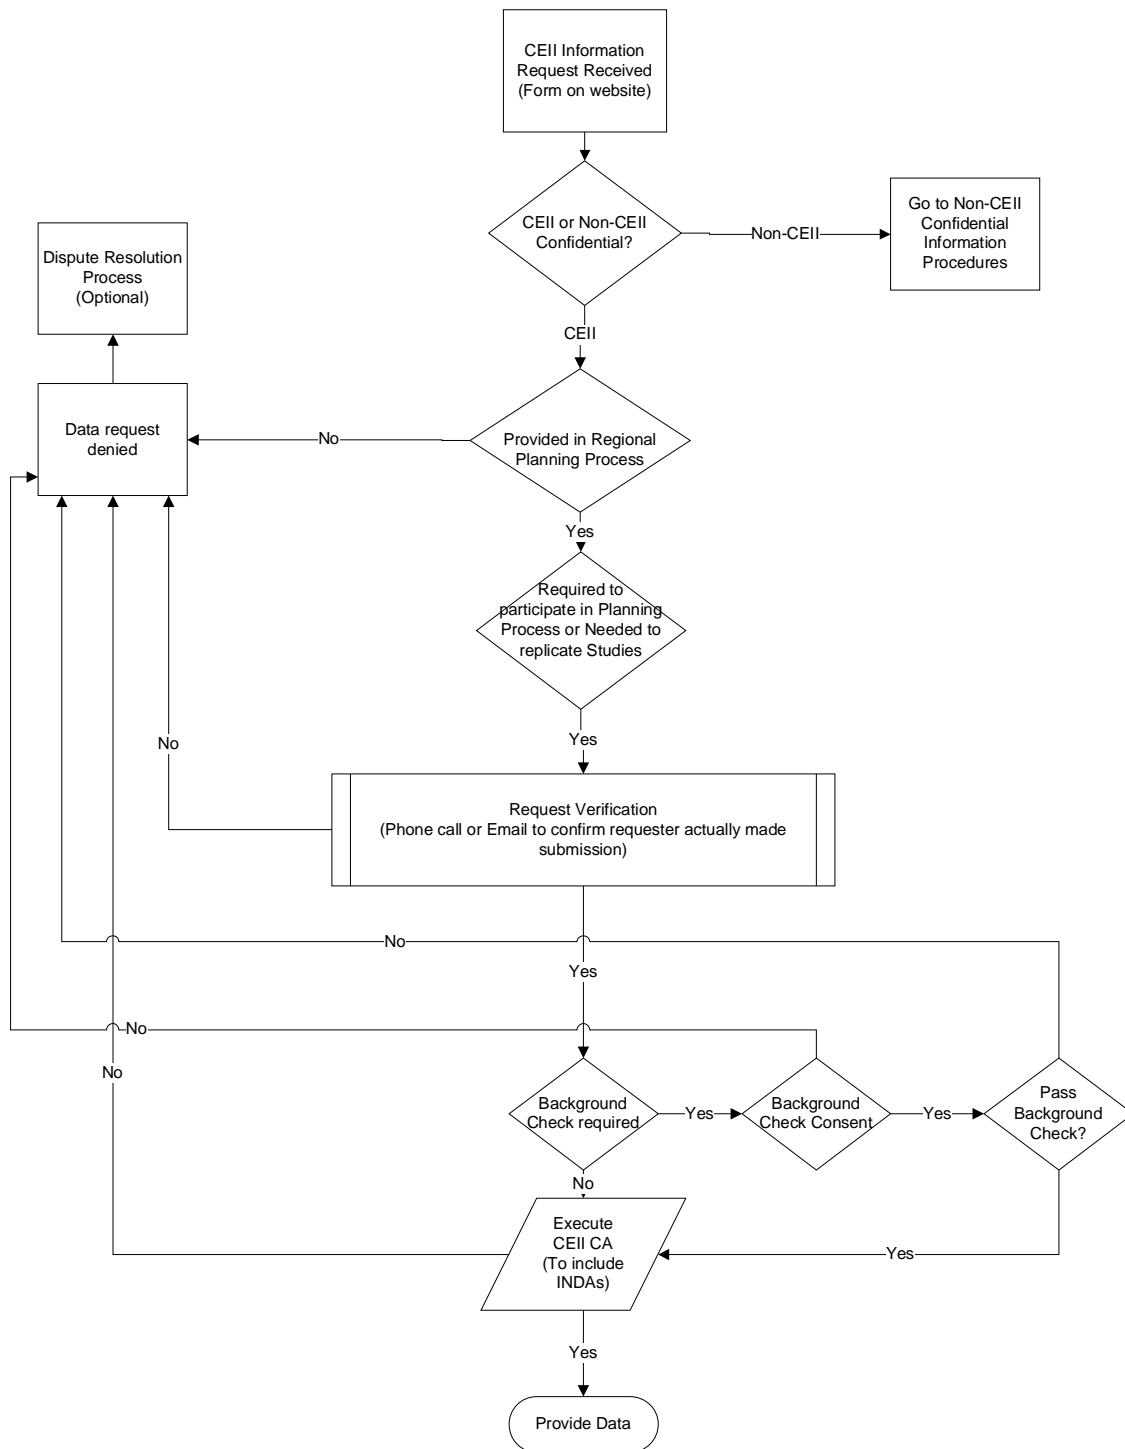 CEII Information
Request Received
(Form on website)
CEII or Non-CEII
Confidential?
Non-CEII
Go to Non-CEII
Confidential
Information
Procedures
Dispute Resolution
Process
(Optional)
CEII
Data request
denied
No
Provided in Regional
Planning Process
Yes
Required to
participate in Planning
Process or Needed to
replicate Studies
No
Yes
Request Verification
(Phone call or Email to confirm requester actually made
submission)
No
Yes
No
No
Background
Check required
Yes
Background
Check Consent
Yes
Pass
Background
Check?
No
Execute
CEII CA
(To include
INDAs)
Yes
Yes
Provide Data